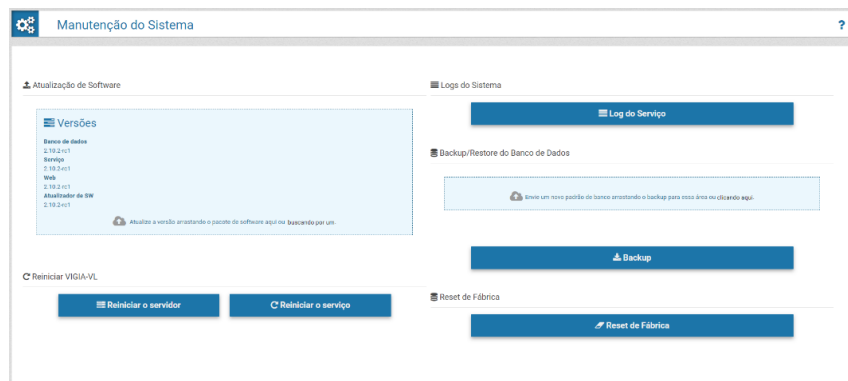 Manutenção do Sistema
?
Atualização de Software
Versões
Banco de dados
2.10.2-rc1
Serviço
2.10.2-rc1
Web
2.10.2-rc1
Atualizador de SW
2.10.2-rc1
Atualize a versão arrastando o pacote de software aqui ou buscando por um.
Reiniciar VIGIA-VL
Reiniciar o servidor
Reiniciar o serviço
Logs do Sistema
Log do Serviço
Backup/Restore do Banco de Dados
Envie um novo padrão de banco arrastando o backup para essa área ou clicando aqui.
Backup
Reset de Fábrica
Reset de Fábrica